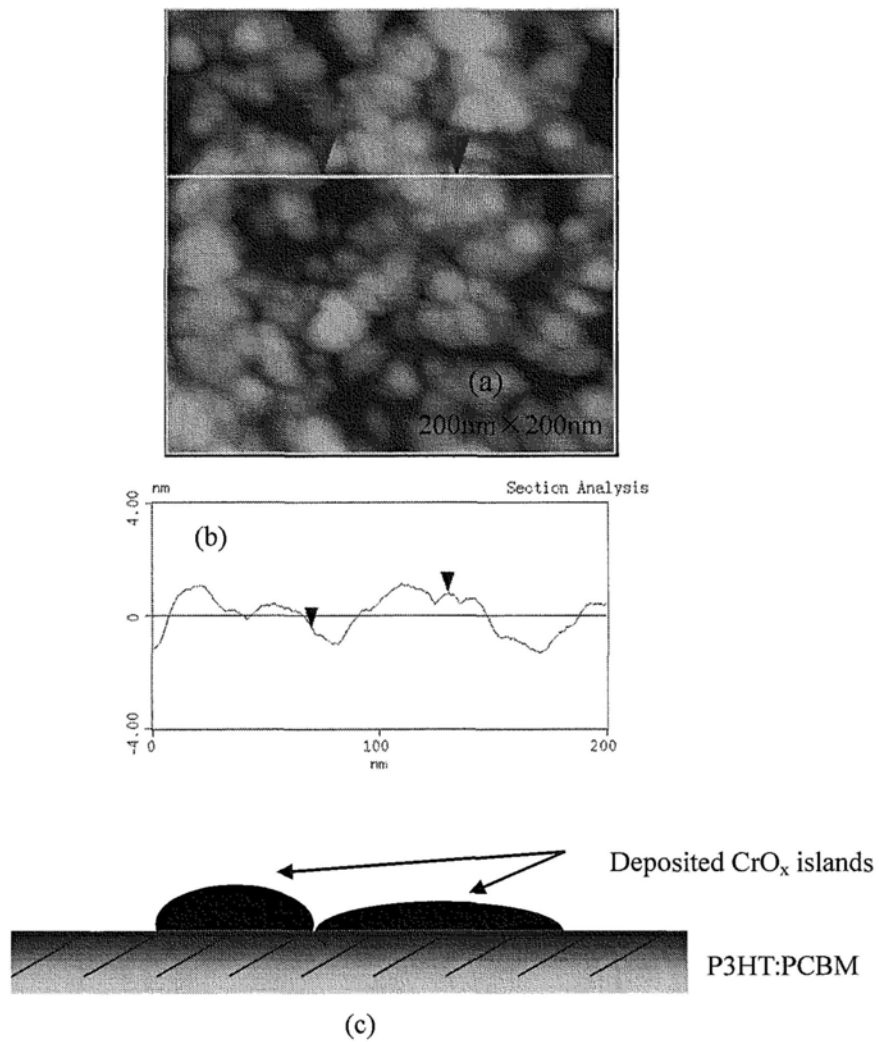 (a)
200nm×200nm
nm
Section Analysis
4.00
(b)
0
-4.00
0
100
200
nm
Deposited CrOₓ islands
P3HT:PCBM
(c)